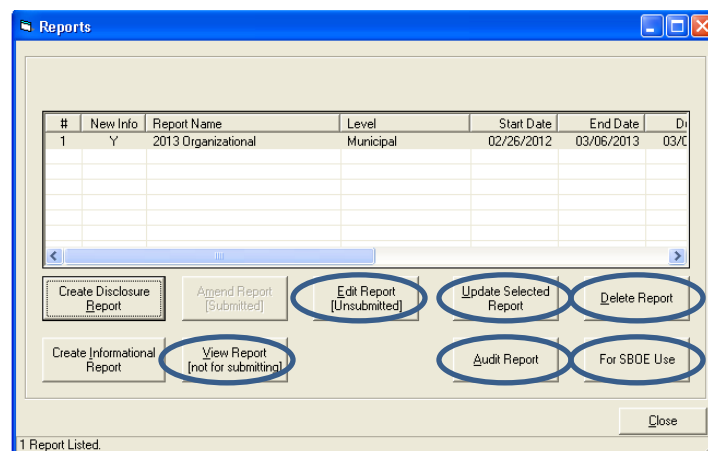 Reports
# New Info Report Name Level Start Date End Date
1 Y 2013 Organizational Municipal 02/26/2012 03/06/2013
Create Disclosure
Report
Amend Report
[Submitted]
Edit Report
[Unsubmitted]
Update Selected
Report
Delete Report
Create Informational
Report
View Report
[not for submitting]
Audit Report
For SBOE Use
Close
1 Report Listed.